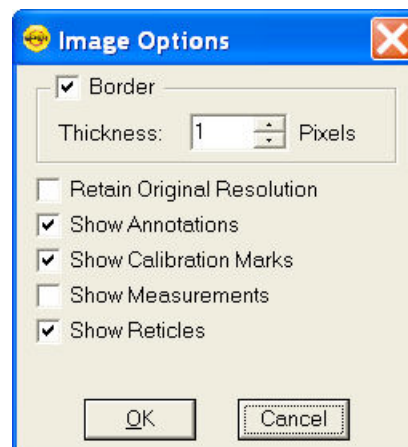 Image Options
Border
Thickness: 1 Pixels
Retain Original Resolution
Show Annotations
Show Calibration Marks
Show Measurements
Show Reticles
OK Cancel